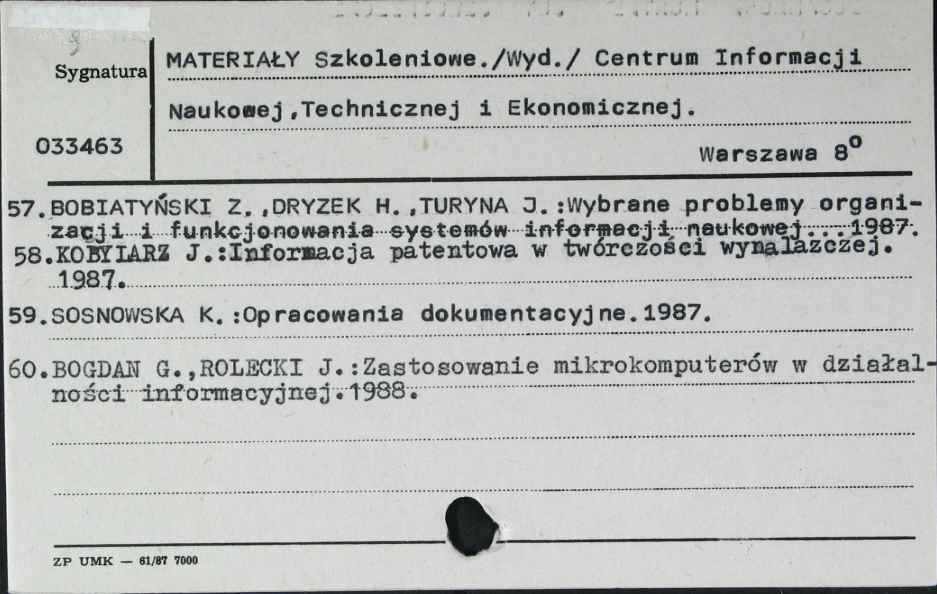 Sygnatura
033463
MATERIAŁY Szkoleniowe./Wyd./ Centrum Informacji
Naukowej,Technicznej i Ekonomicznej.
Warszawa 8⁰
57.BOBIATYŃSKI Z.,DRYZEK H.,TURYNA J.:Wybrane problemy organi-
zacji i funkcjonowania systemów informacji naukowej...1987.
58.KOBYLARZ J.:Informacja patentowa w twórczości wynalazczej.
1987.
59.SOSNOWSKA K.:Opracowania dokumentacyjne.1987.
60.BOGDAN G.,ROLECKI J.:Zastosowanie mikrokomputerów w działal-
ności informacyjnej.1988.
ZP UMK — 61/87 7000